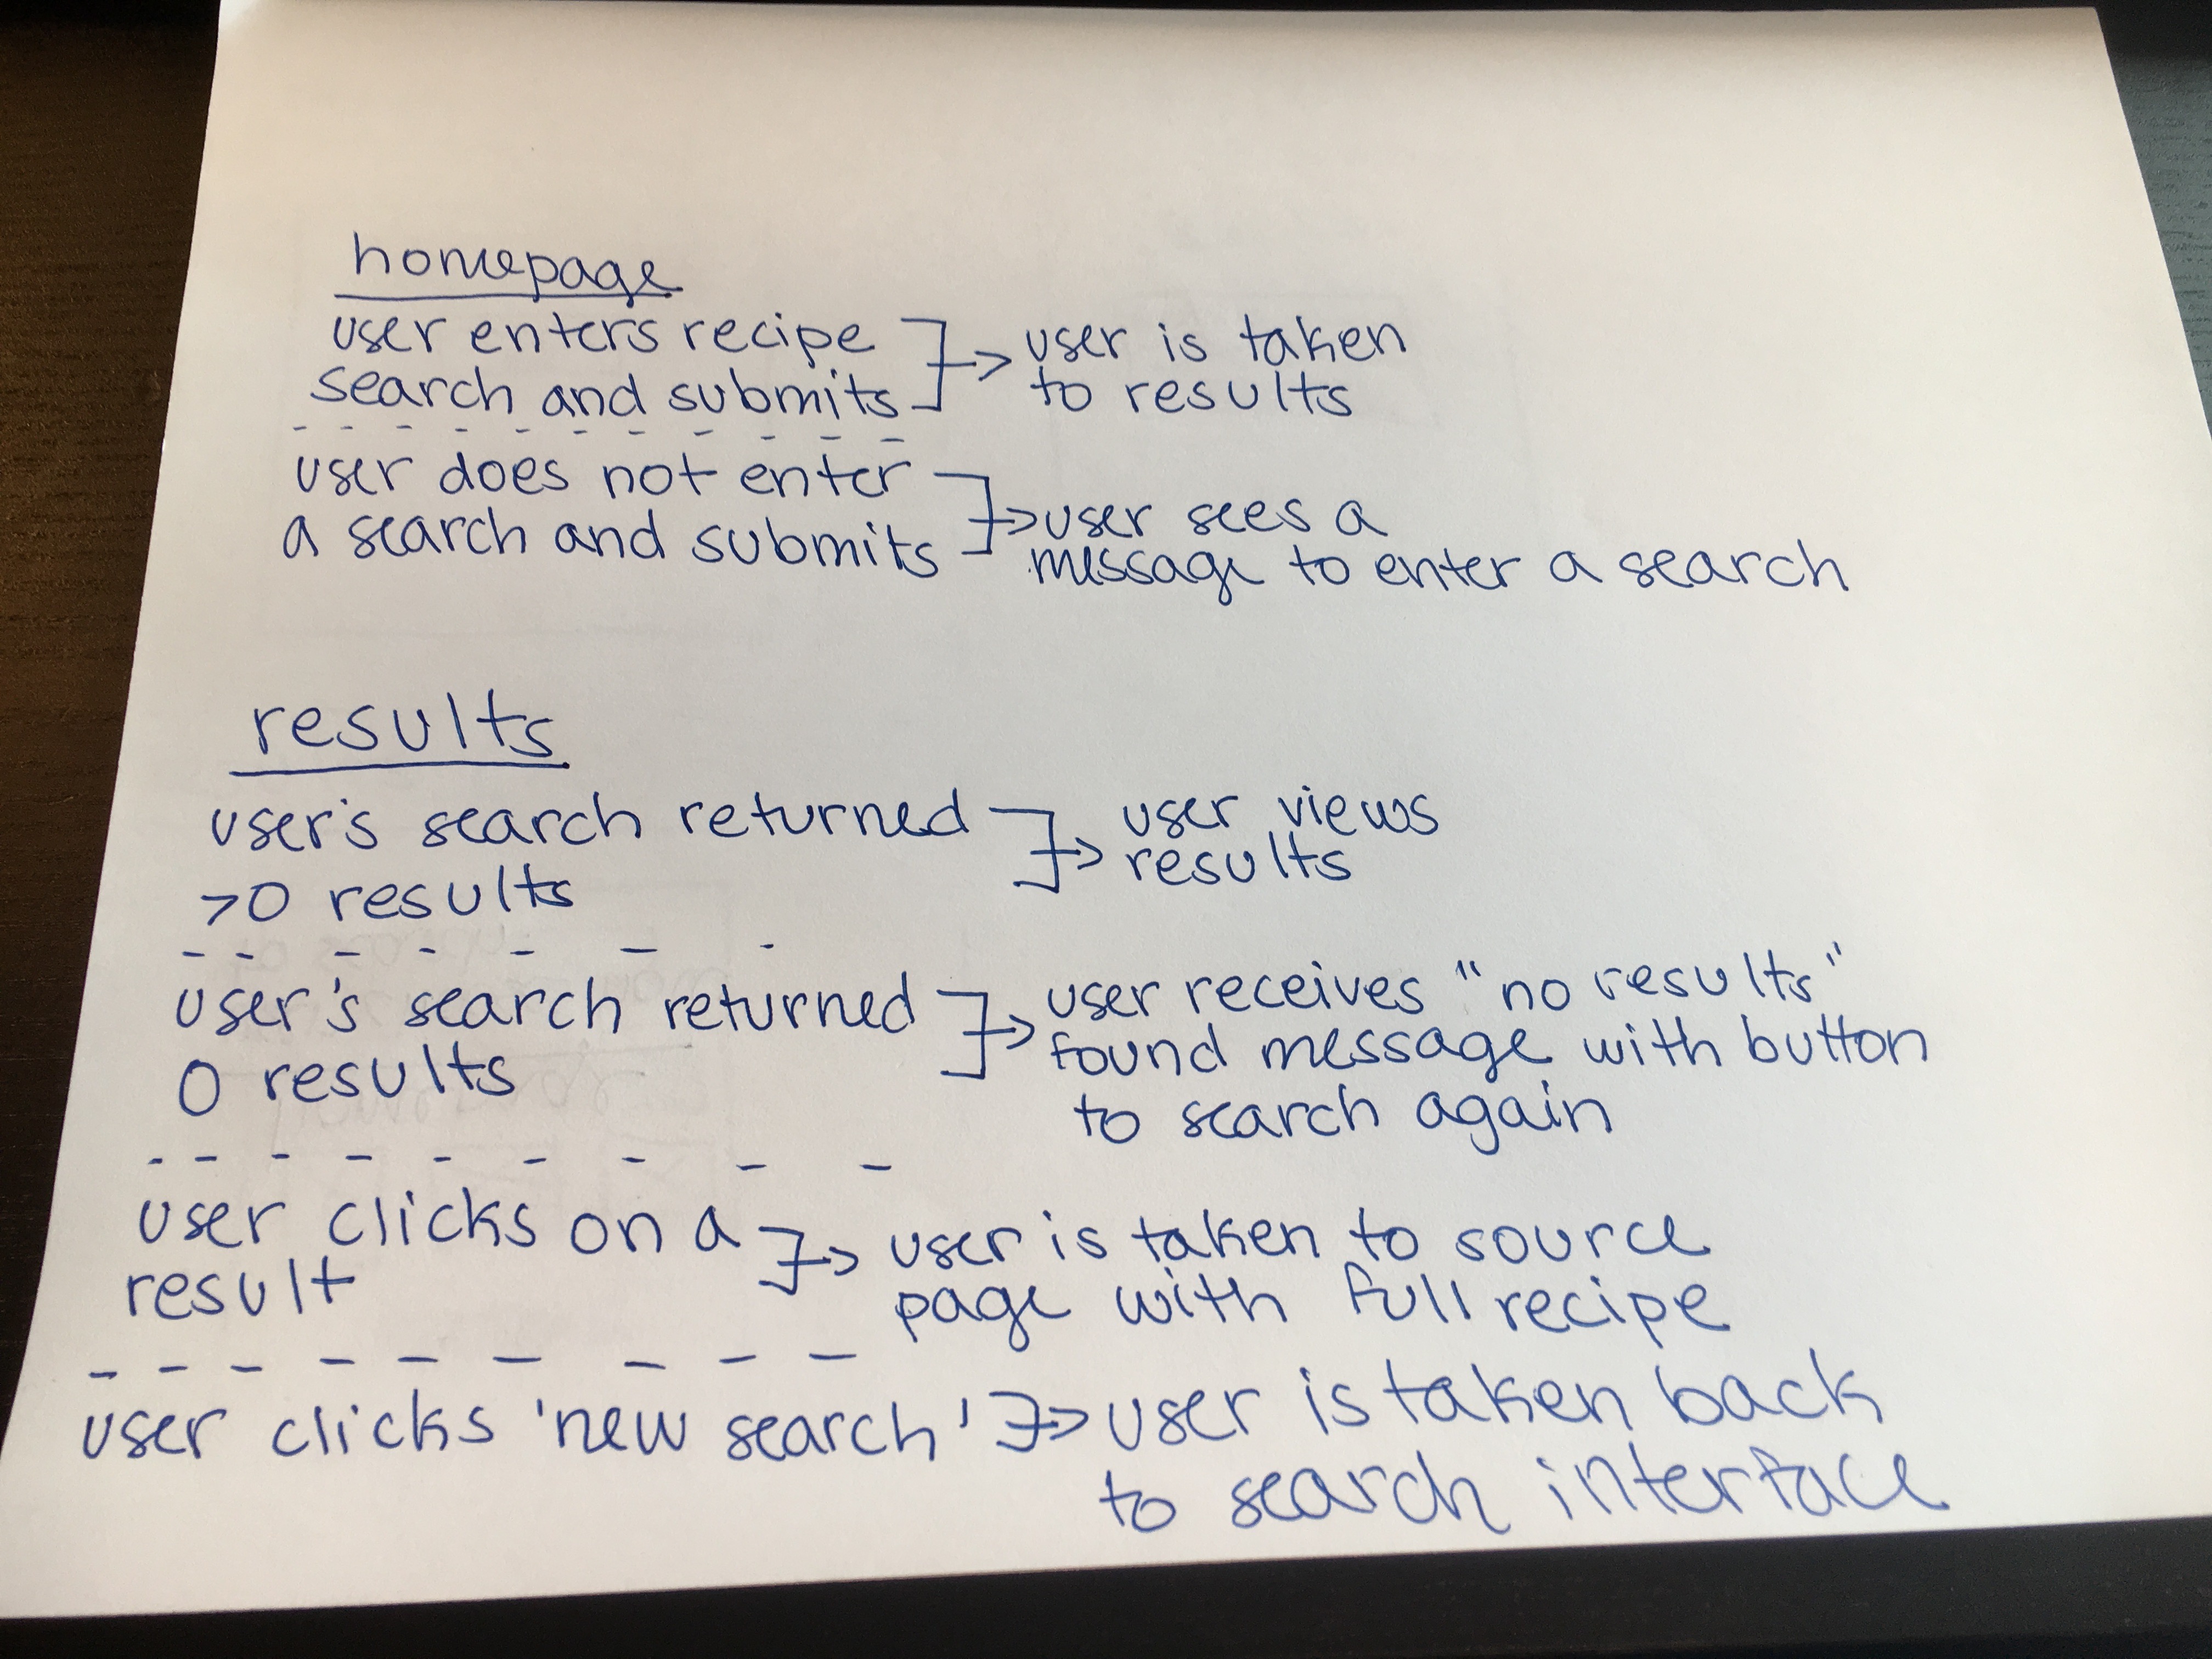 homepage
user enters recipe
search and submits
user is taken
to results
user does not enter
a search and submits
user sees a
message to enter a search
results
user's search returned
>0 results
user views
results
user's search returned
0 results
user receives "no results"
found message with button
to search again
user clicks on a
result
user is taken to source
page with full recipe
user clicks 'new search'
user is taken back
to search interface